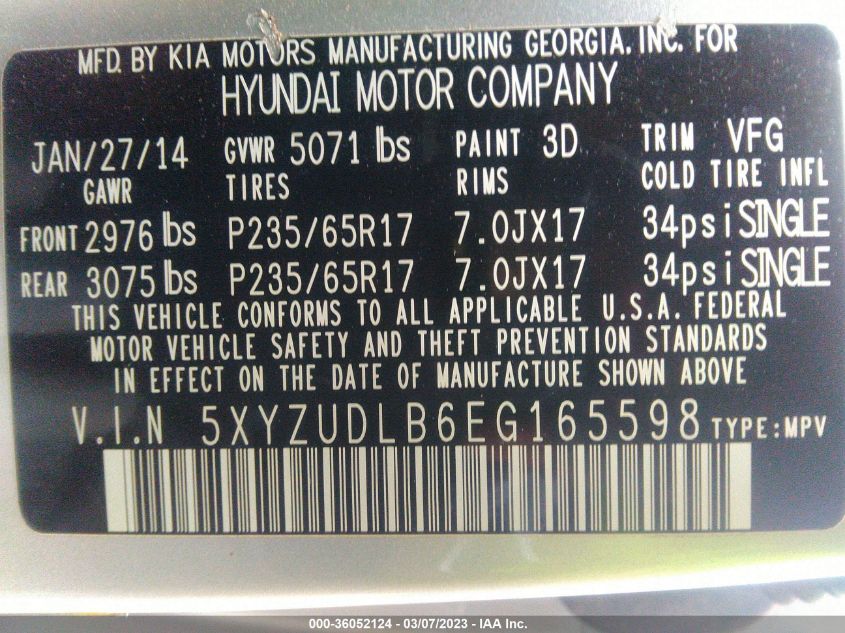 MFD. BY KIA MOTORS MANUFACTURING GEORGIA. INC. FOR
HYUNDAI MOTOR COMPANY
JAN/27/14 GVWR 5071 lbs PAINT 3D TRIM VFG
GAWR TIRES RIMS COLD TIRE INFL
FRONT 2976 lbs P235/65R17 7.0JX17 34psi SINGLE
REAR 3075 lbs P235/65R17 7.0JX17 34psi SINGLE
THIS VEHICLE CONFORMS TO ALL APPLICABLE U.S.A. FEDERAL
MOTOR VEHICLE SAFETY AND THEFT PREVENTION STANDARDS
IN EFFECT ON THE DATE OF MANUFACTURE SHOWN ABOVE
V.I.N 5XYZUDLB6EG165598 TYPE:MPV
000-36052124 — 03/07/2023 — IAA Inc.